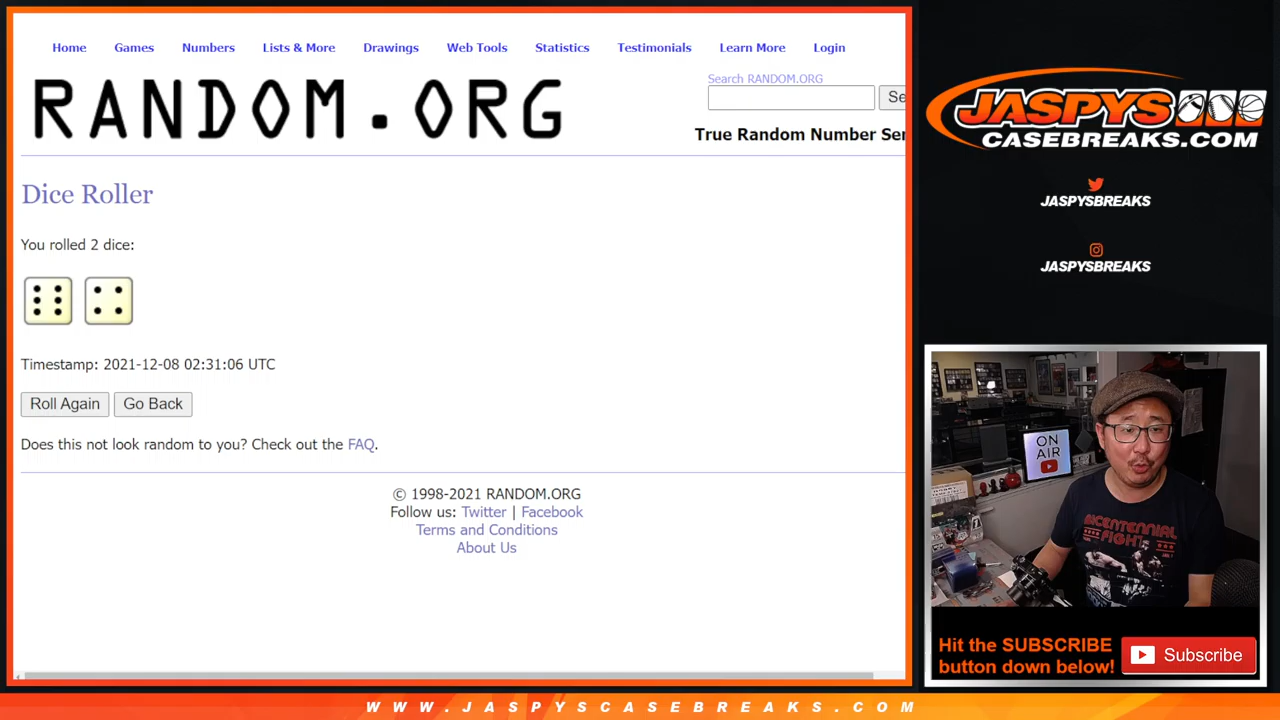 Home Games Numbers Lists & More Drawings Web Tools Statistics Testimonials Learn More Login
RANDOM.ORG
Search RANDOM.ORG
Se
True Random Number Ser
Dice Roller
You rolled 2 dice:
Timestamp: 2021-12-08 02:31:06 UTC
Roll Again Go Back
Does this not look random to you? Check out the FAQ.
© 1998-2021 RANDOM.ORG
Follow us: Twitter | Facebook
Terms and Conditions
About Us
JASPYS
CASEBREAKS.COM
JASPYSBREAKS
JASPYSBREAKS
ON
AIR
BICENTENNIAL
FIGHT
Hit the SUBSCRIBE
button down below!
Subscribe
WWW.JASPYSCASEBREAKS.COM